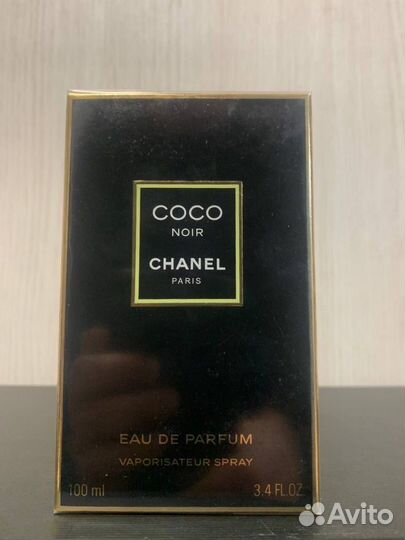 COCO
NOIR
CHANEL
PARIS
EAU DE PARFUM
VAPORISATEUR SPRAY
100 ml 3.4 FL.OZ
Avito